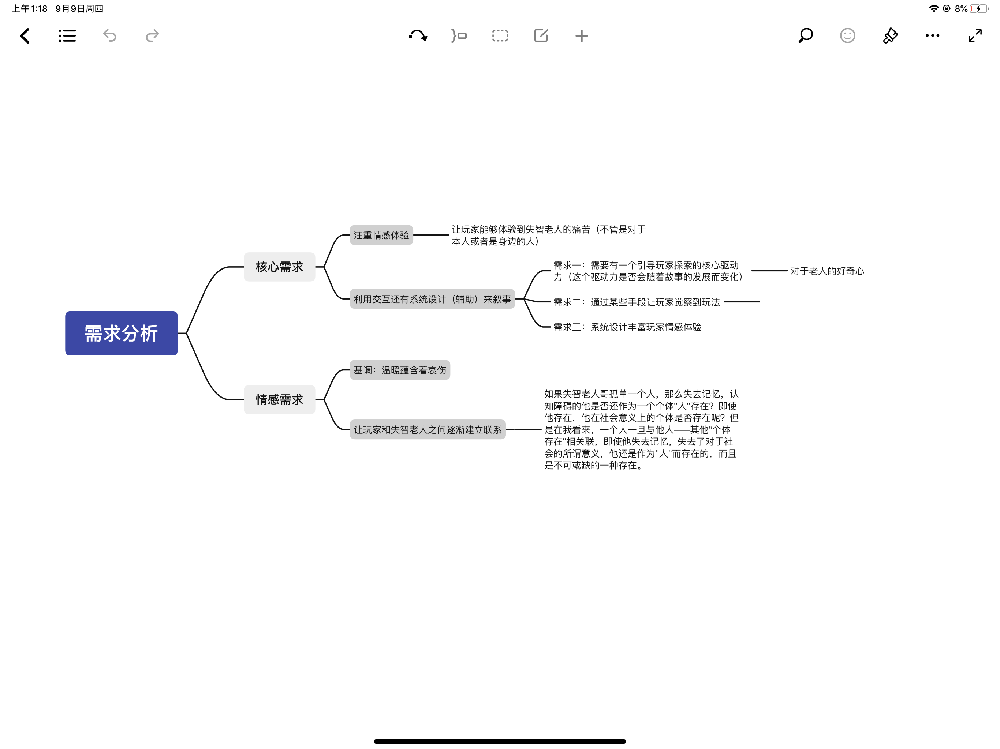 上午1:18 9月9日周四
8%
需求分析
核心需求
注重情感体验
让玩家能够体验到失智老人的痛苦（不管是对于
本人或者是身边的人）
利用交互还有系统设计（辅助）来叙事
需求一：需要有一个引导玩家探索的核心驱动
力（这个驱动力是否会随着故事的发展而变化）
对于老人的好奇心
需求二：通过某些手段让玩家觉察到玩法
需求三：系统设计丰富玩家情感体验
情感需求
基调：温暖蕴含着哀伤
让玩家和失智老人之间逐渐建立联系
如果失智老人哥孤单一个人，那么失去记忆，认
知障碍的他是否还作为一个个体"人"存在？即使
他存在，他在社会意义上的个体是否存在呢？但
是在我看来，一个人一旦与他人——其他"个体
存在"相关联，即使他失去记忆，失去了对于社
会的所谓意义，他还是作为"人"而存在的，而且
是不可或缺的一种存在。